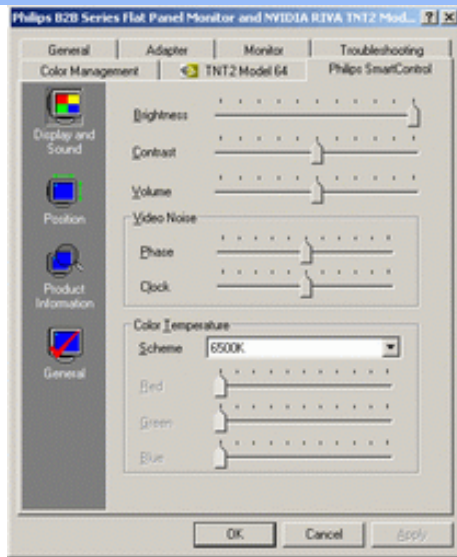 Philips B2B Series Flat Panel Monitor and NVIDIA RIVA TNT2 Mod... ? X
General Adapter Monitor Troubleshooting
Color Management TNT2 Model 64 Philips SmartControl
Display and
Sound
Position
Product
Information
General
Brightness
Contrast
Volume
Video Noise
Phase
Clock
Color Temperature
Scheme 6500K
Red
Green
Blue
OK Cancel Apply